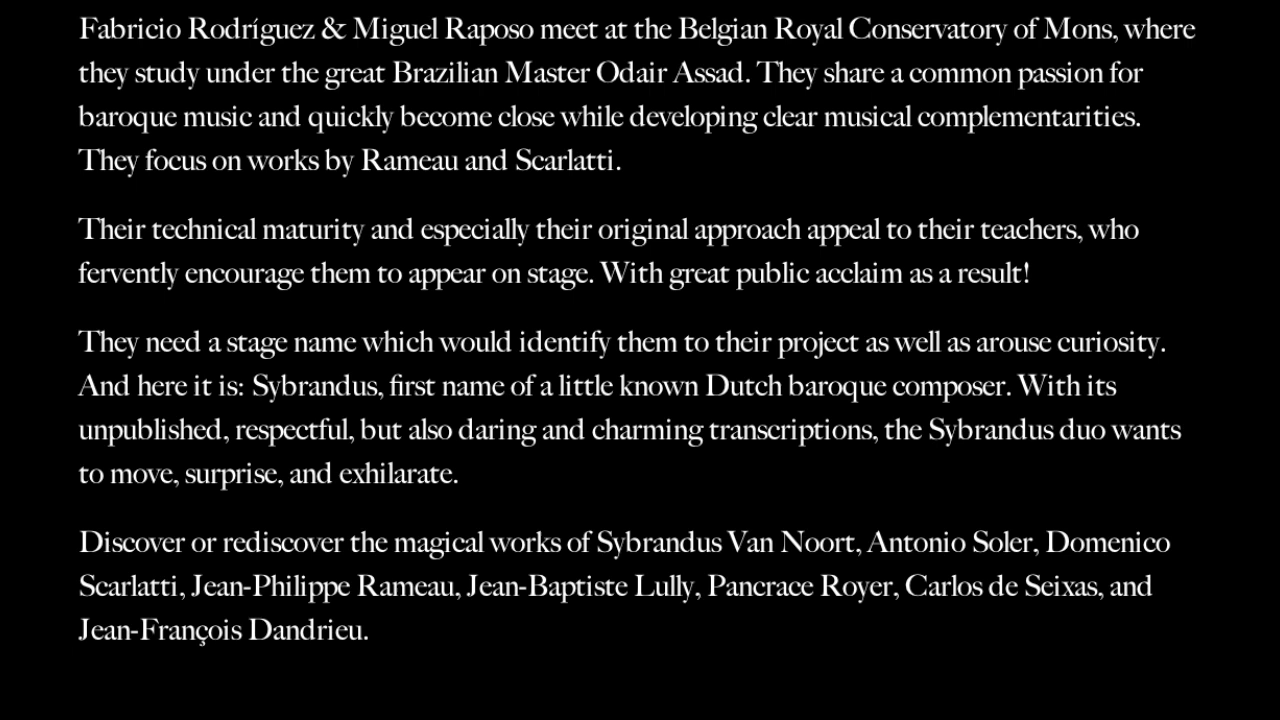 Fabricio Rodríguez & Miguel Raposo meet at the Belgian Royal Conservatory of Mons, where
they study under the great Brazilian Master Odair Assad. They share a common passion for
baroque music and quickly become close while developing clear musical complementarities.
They focus on works by Rameau and Scarlatti.
Their technical maturity and especially their original approach appeal to their teachers, who
fervently encourage them to appear on stage. With great public acclaim as a result!
They need a stage name which would identify them to their project as well as arouse curiosity.
And here it is: Sybrandus, first name of a little known Dutch baroque composer. With its
unpublished, respectful, but also daring and charming transcriptions, the Sybrandus duo wants
to move, surprise, and exhilarate.
Discover or rediscover the magical works of Sybrandus Van Noort, Antonio Soler, Domenico
Scarlatti, Jean-Philippe Rameau, Jean-Baptiste Lully, Pancrace Royer, Carlos de Seixas, and
Jean-François Dandrieu.